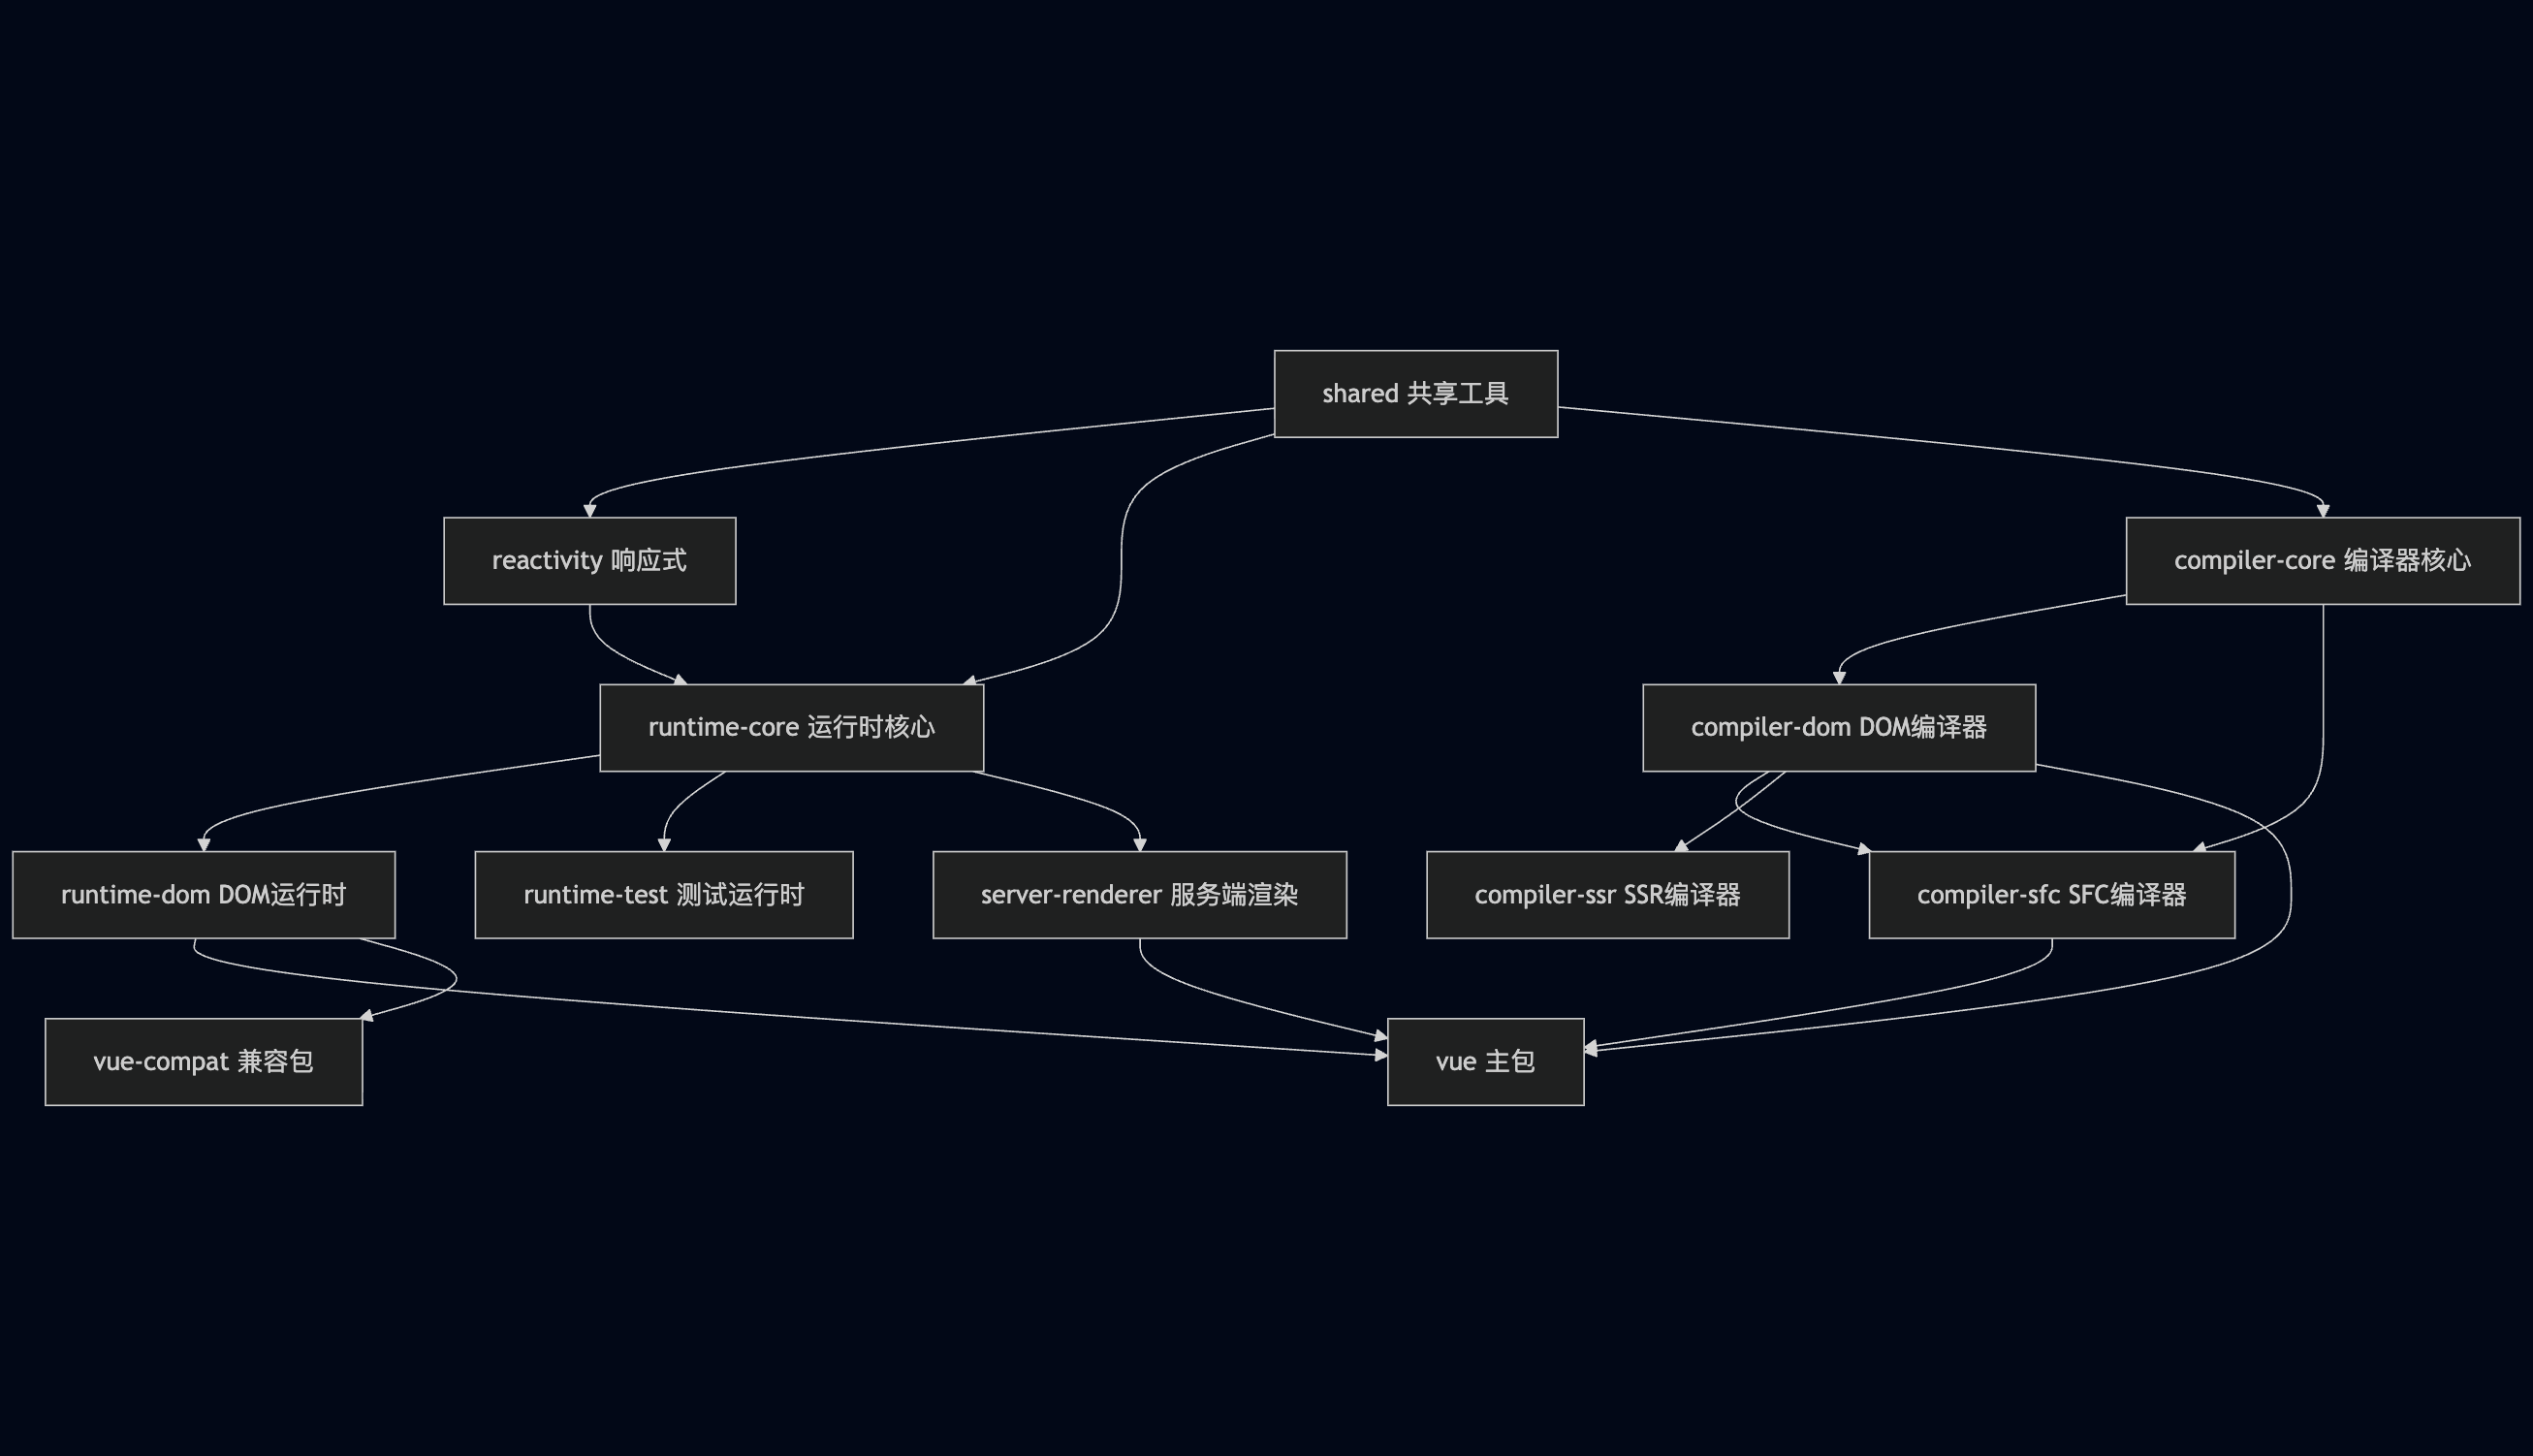 shared 共享工具
reactivity 响应式
compiler-core 编译器核心
runtime-core 运行时核心
compiler-dom DOM编译器
runtime-dom DOM运行时
runtime-test 测试运行时
server-renderer 服务端渲染
compiler-ssr SSR编译器
compiler-sfc SFC编译器
vue-compat 兼容包
vue 主包